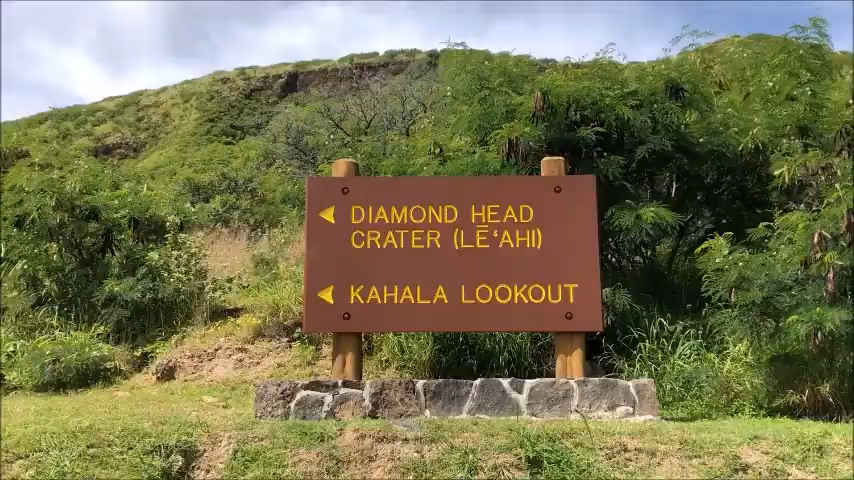 DIAMOND HEAD
CRATER (LĒʻAHI)
KAHALA LOOKOUT